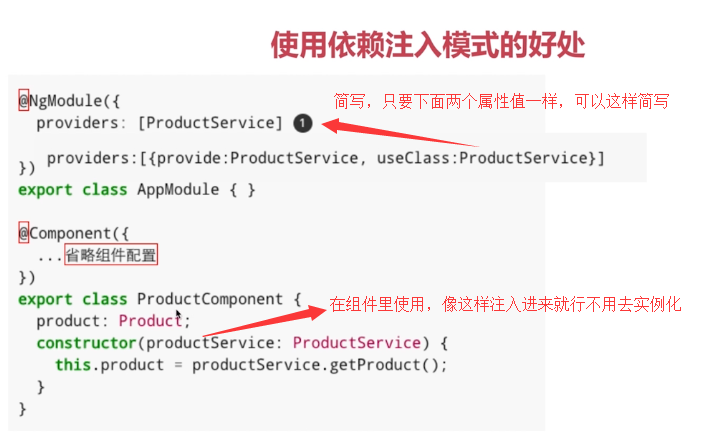 使用依赖注入模式的好处
@NgModule({
简写，只要下面两个属性值一样，可以这样简写
providers: [ProductService] 1
providers:[{provide:ProductService, useClass:ProductService}]
})
export class AppModule { }
@Component({
...省略组件配置
})
export class ProductComponent {
在组件里使用，像这样注入进来就行不用去实例化
product: Product;
constructor(productService: ProductService) {
this.product = productService.getProduct();
}
}